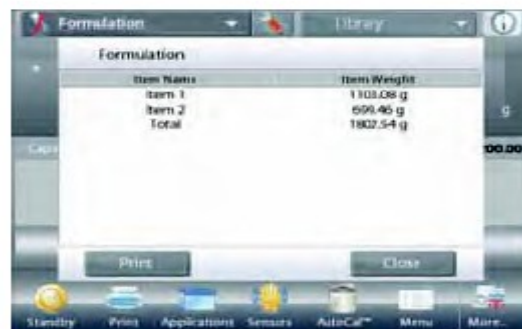 Formulation Library
Formulation
Item Name Item Weight
Item 1 1103.08 g
Item 2 699.46 g
Total 1802.54 g
g
Print Close
Standby Print Applications Sensors AutoCal™ Menu More..